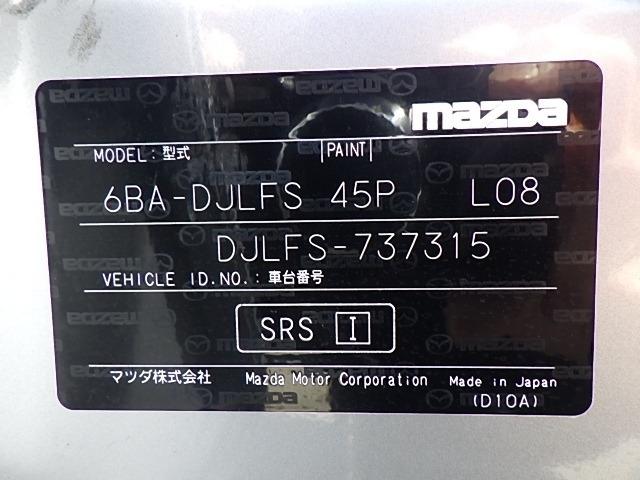 mazda
MODEL: 型式 |PAINT|
6BA-DJLFS 45P L08
DJLFS-737315
VEHICLE ID.NO.: 車台番号
SRS I
マツダ株式会社 Mazda Motor Corporation Made in Japan
(D10A)